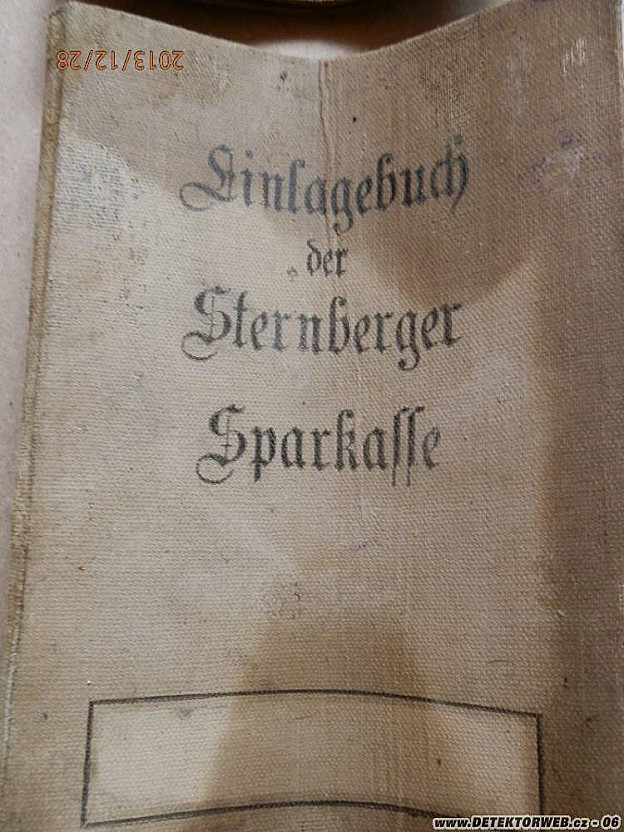 2013/12/28
Einlagebuch
der
Sternberger
Sparkasse
www.DETEKTORWEB.cz - 06